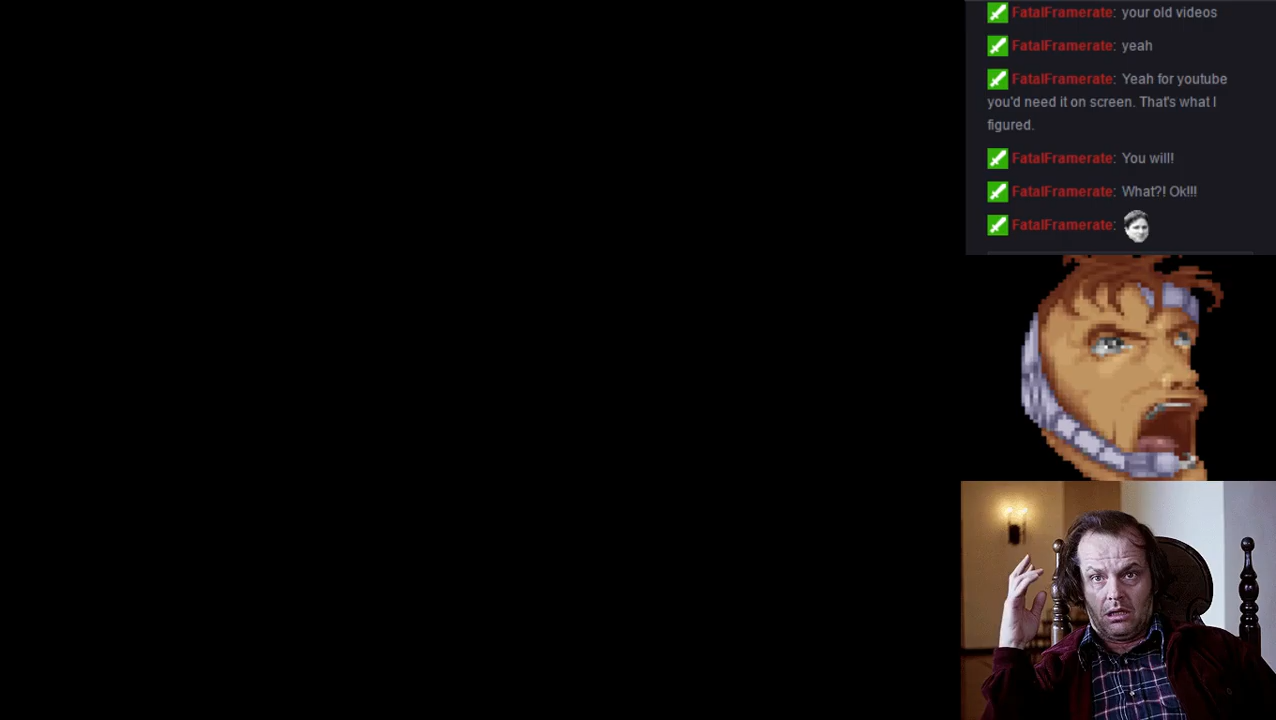 FatalFramerate: your old videos
FatalFramerate: yeah
FatalFramerate: Yeah for youtube
you'd need it on screen. That's what I
figured.
FatalFramerate: You will!
FatalFramerate: What?! Ok!!!
FatalFramerate: